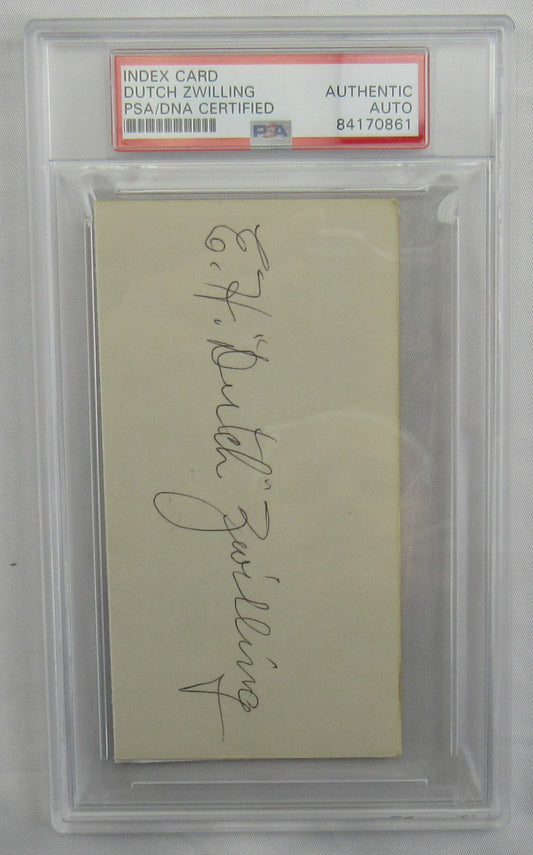 INDEX CARD
DUTCH ZWILLING AUTHENTIC
PSA/DNA CERTIFIED AUTO
PSA 84170861
E. H. "Dutch" Zwilling